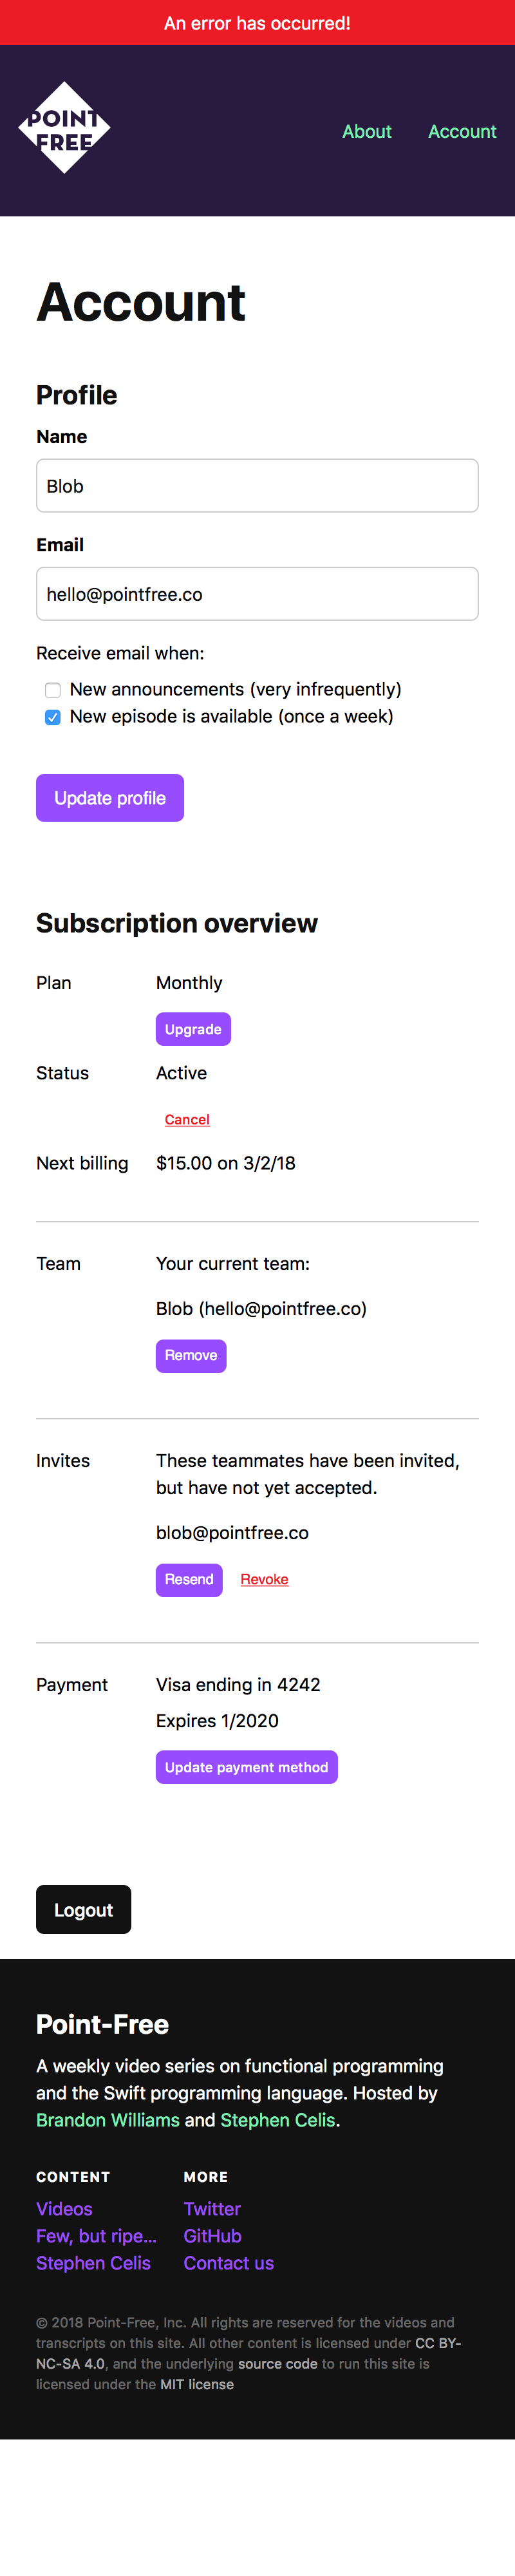 An error has occurred!
POINT
FREE
About
Account
Account
Profile
Name
Blob
Email
hello@pointfree.co
Receive email when:
New announcements (very infrequently)
New episode is available (once a week)
Update profile
Subscription overview
Plan
Monthly
Upgrade
Status
Active
Cancel
Next billing
$15.00 on 3/2/18
Team
Your current team:
Blob (hello@pointfree.co)
Remove
Invites
These teammates have been invited,
but have not yet accepted.
blob@pointfree.co
Resend
Revoke
Payment
Visa ending in 4242
Expires 1/2020
Update payment method
Logout
Point-Free
A weekly video series on functional programming
and the Swift programming language. Hosted by
Brandon Williams and Stephen Celis.
CONTENT
Videos
Few, but ripe...
Stephen Celis
MORE
Twitter
GitHub
Contact us
© 2018 Point-Free, Inc. All rights are reserved for the videos and
transcripts on this site. All other content is licensed under CC BY-
NC-SA 4.0, and the underlying source code to run this site is
licensed under the MIT license